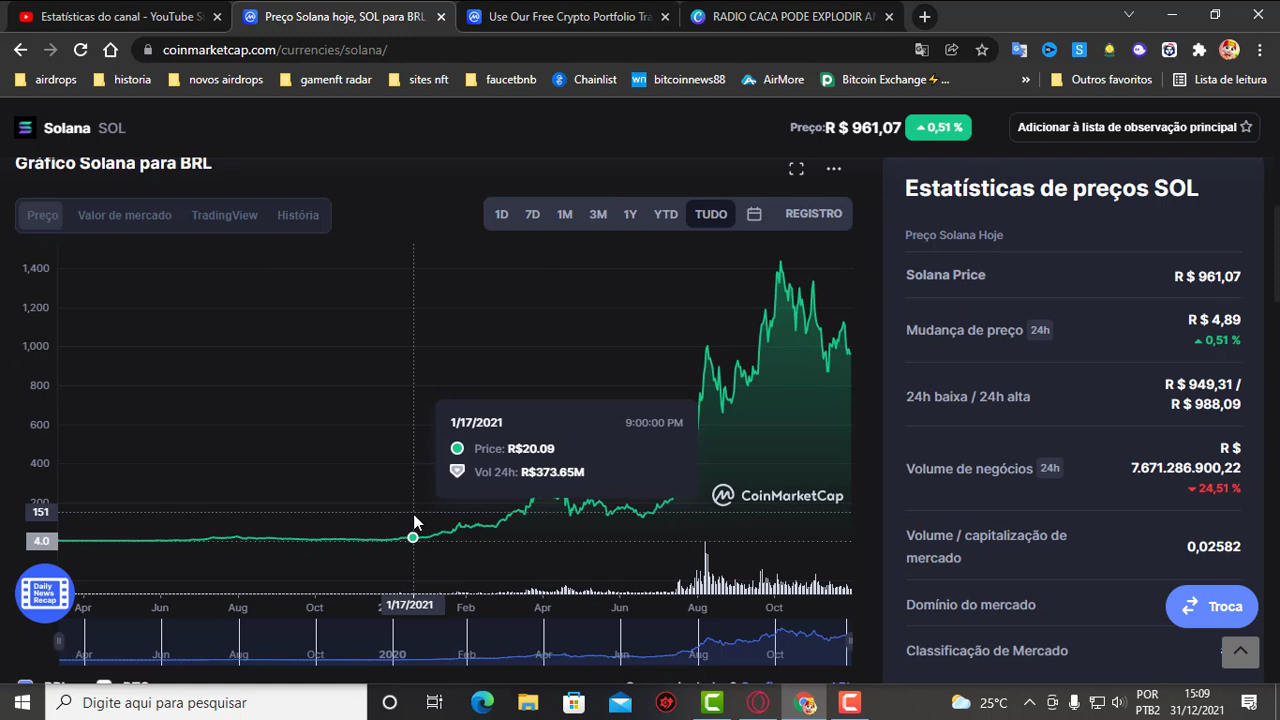 Estatísticas do canal - YouTube S
Preço Solana hoje, SOL para BRL
Use Our Free Crypto Portfolio Tra
RADIO CACA PODE EXPLODIR AI
coinmarketcap.com/currencies/solana/
airdrops
historia
novos airdrops
gamenft radar
sites nft
faucetbnb
Chainlist
wn bitcoinnews88
AirMore
Bitcoin Exchange⚡...
»
Outros favoritos
Lista de leitura
Solana SOL
Preço:R $ 961,07
0,51 %
Adicionar à lista de observação principal
Gráfico Solana para BRL
Preço
Valor de mercado
TradingView
História
1D
7D
1M
3M
1Y
YTD
TUDO
REGISTRO
1,400
1,200
1,000
800
600
400
200
151
4.0
1/17/2021
9:00:00 PM
Price: R$20.09
Vol 24h: R$373.65M
CoinMarketCap
Daily
News
Recap
Apr
Jun
Aug
Oct
1/17/2021
Feb
Apr
Jun
Aug
Oct
Apr
Jun
Aug
Oct
2020
Feb
Apr
Jun
Aug
Oct
Estatísticas de preços SOL
Preço Solana Hoje
Solana Price
R $ 961,07
Mudança de preço 24h
R $ 4,89
0,51 %
24h baixa / 24h alta
R $ 949,31 /
R $ 988,09
Volume de negócios 24h
R $
7.671.286.900,22
24,51 %
Volume / capitalização de
mercado
0,02582
Domínio do mercado
Classificação de Mercado
Troca
Digite aqui para pesquisar
25°C
POR
PTB2
15:09
31/12/2021